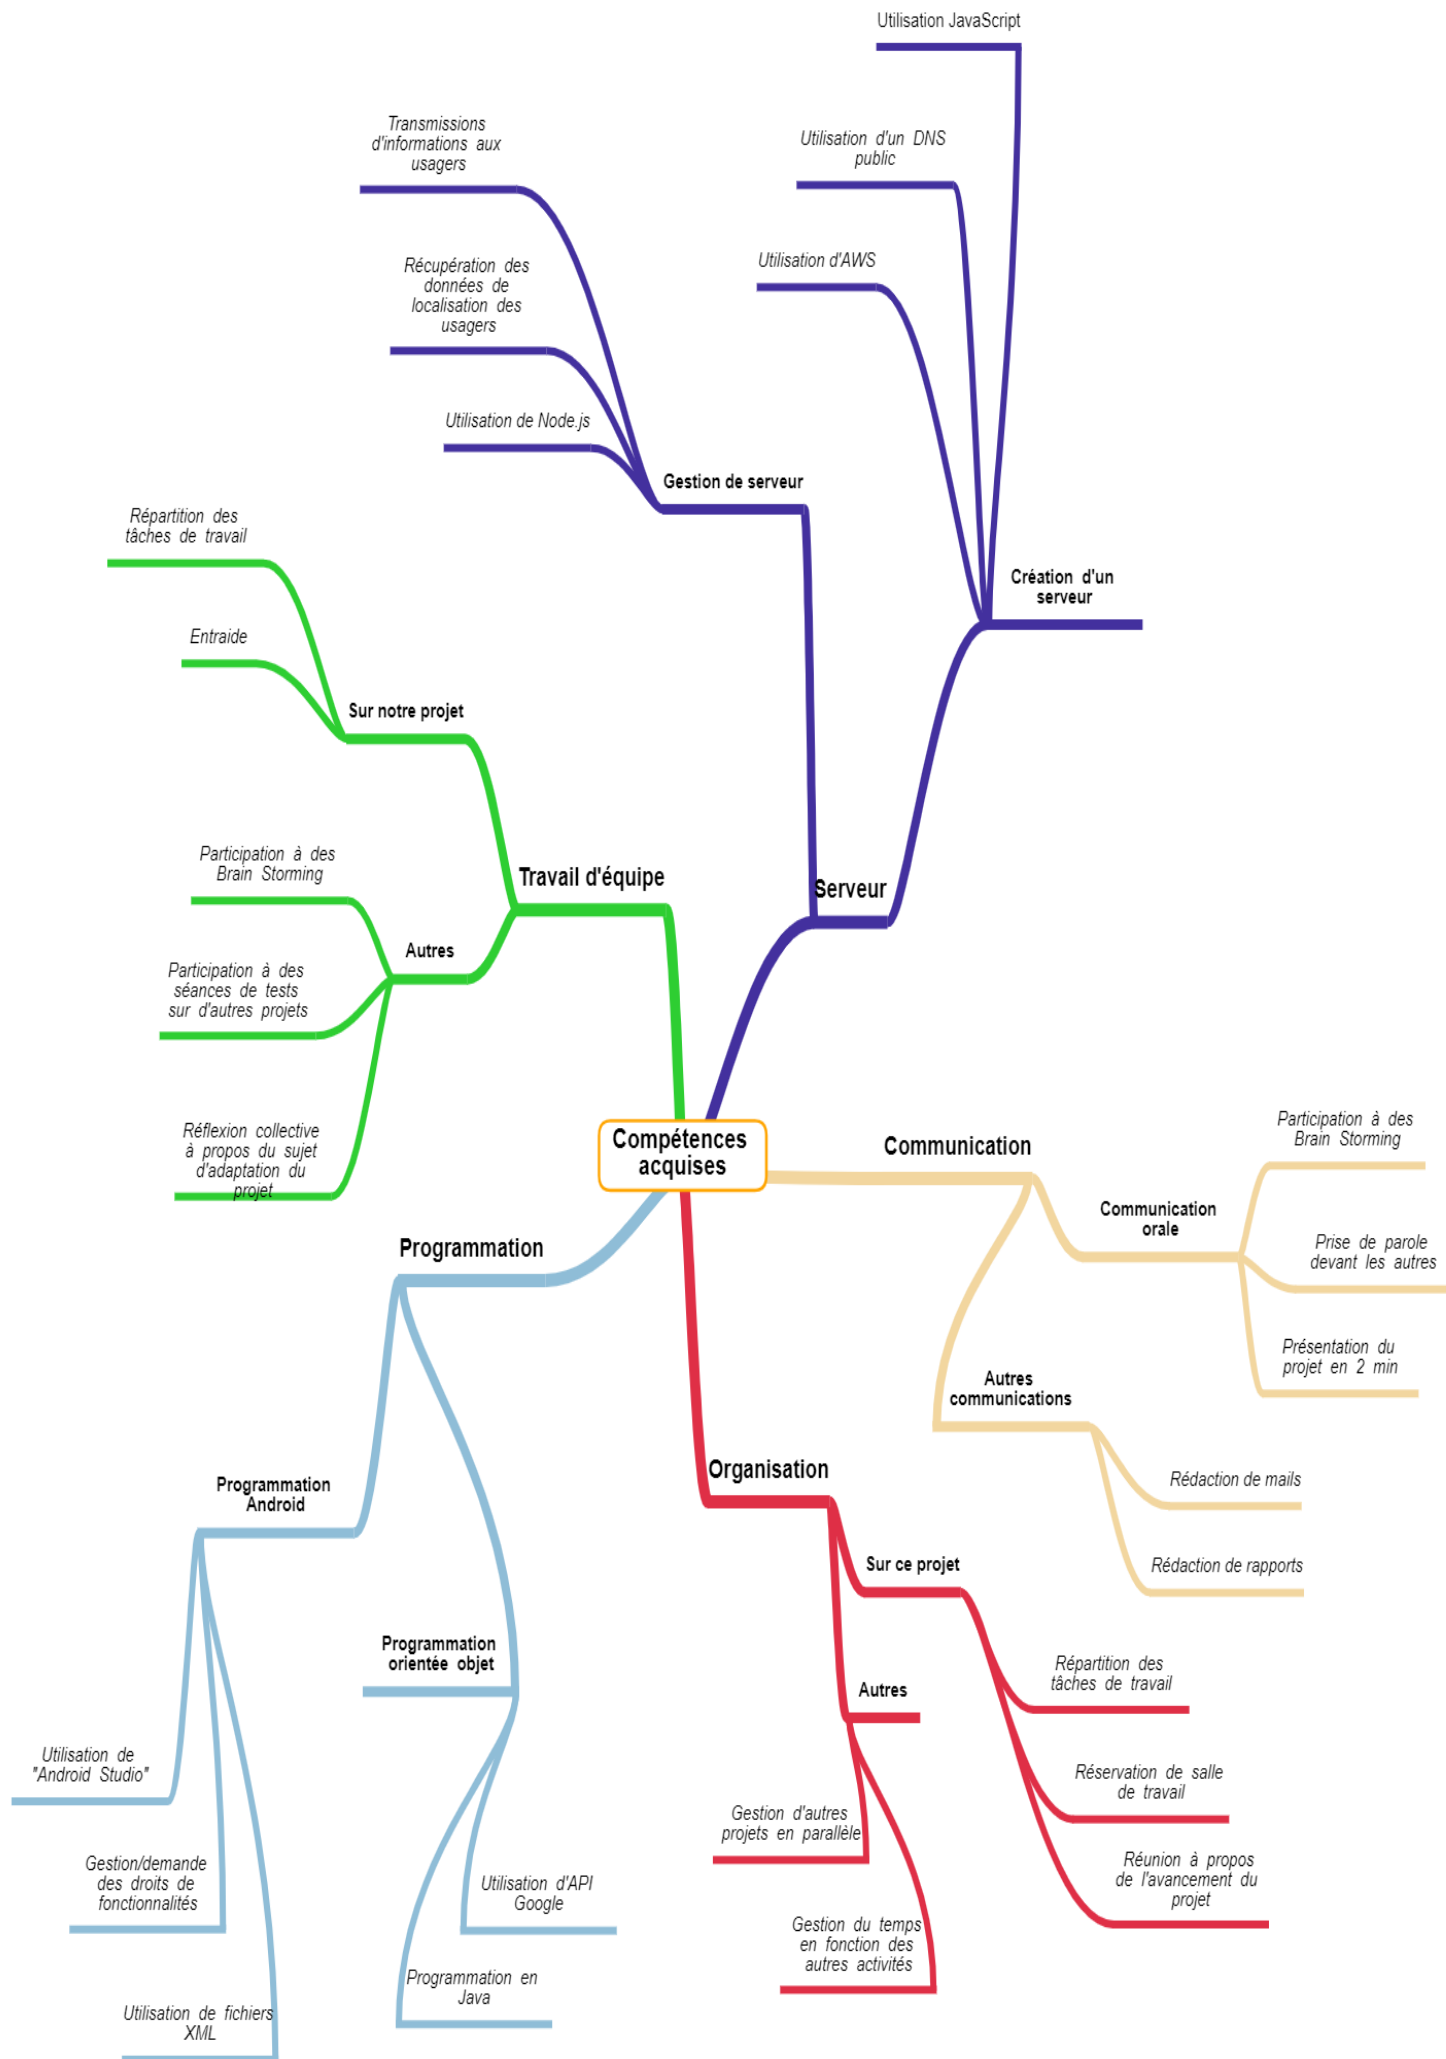 Compétences
acquises
Serveur
Création d'un
serveur
Utilisation JavaScript
Utilisation d'un DNS
public
Utilisation d'AWS
Gestion de serveur
Transmissions
d'informations aux
usagers
Récupération des
données de
localisation des
usagers
Utilisation de Node.js
Travail d'équipe
Sur notre projet
Répartition des
tâches de travail
Entraide
Autres
Participation à des
Brain Storming
Participation à des
séances de tests
sur d'autres projets
Réflexion collective
à propos du sujet
d'adaptation du
projet
Communication
Communication
orale
Participation à des
Brain Storming
Prise de parole
devant les autres
Présentation du
projet en 2 min
Autres
communications
Rédaction de mails
Rédaction de rapports
Programmation
Programmation
Android
Utilisation de
"Android Studio"
Gestion/demande
des droits de
fonctionnalités
Utilisation de fichiers
XML
Programmation
orientée objet
Utilisation d'API
Google
Programmation en
Java
Organisation
Sur ce projet
Répartition des
tâches de travail
Réservation de salle
de travail
Réunion à propos
de l'avancement du
projet
Autres
Gestion d'autres
projets en parallèle
Gestion du temps
en fonction des
autres activités